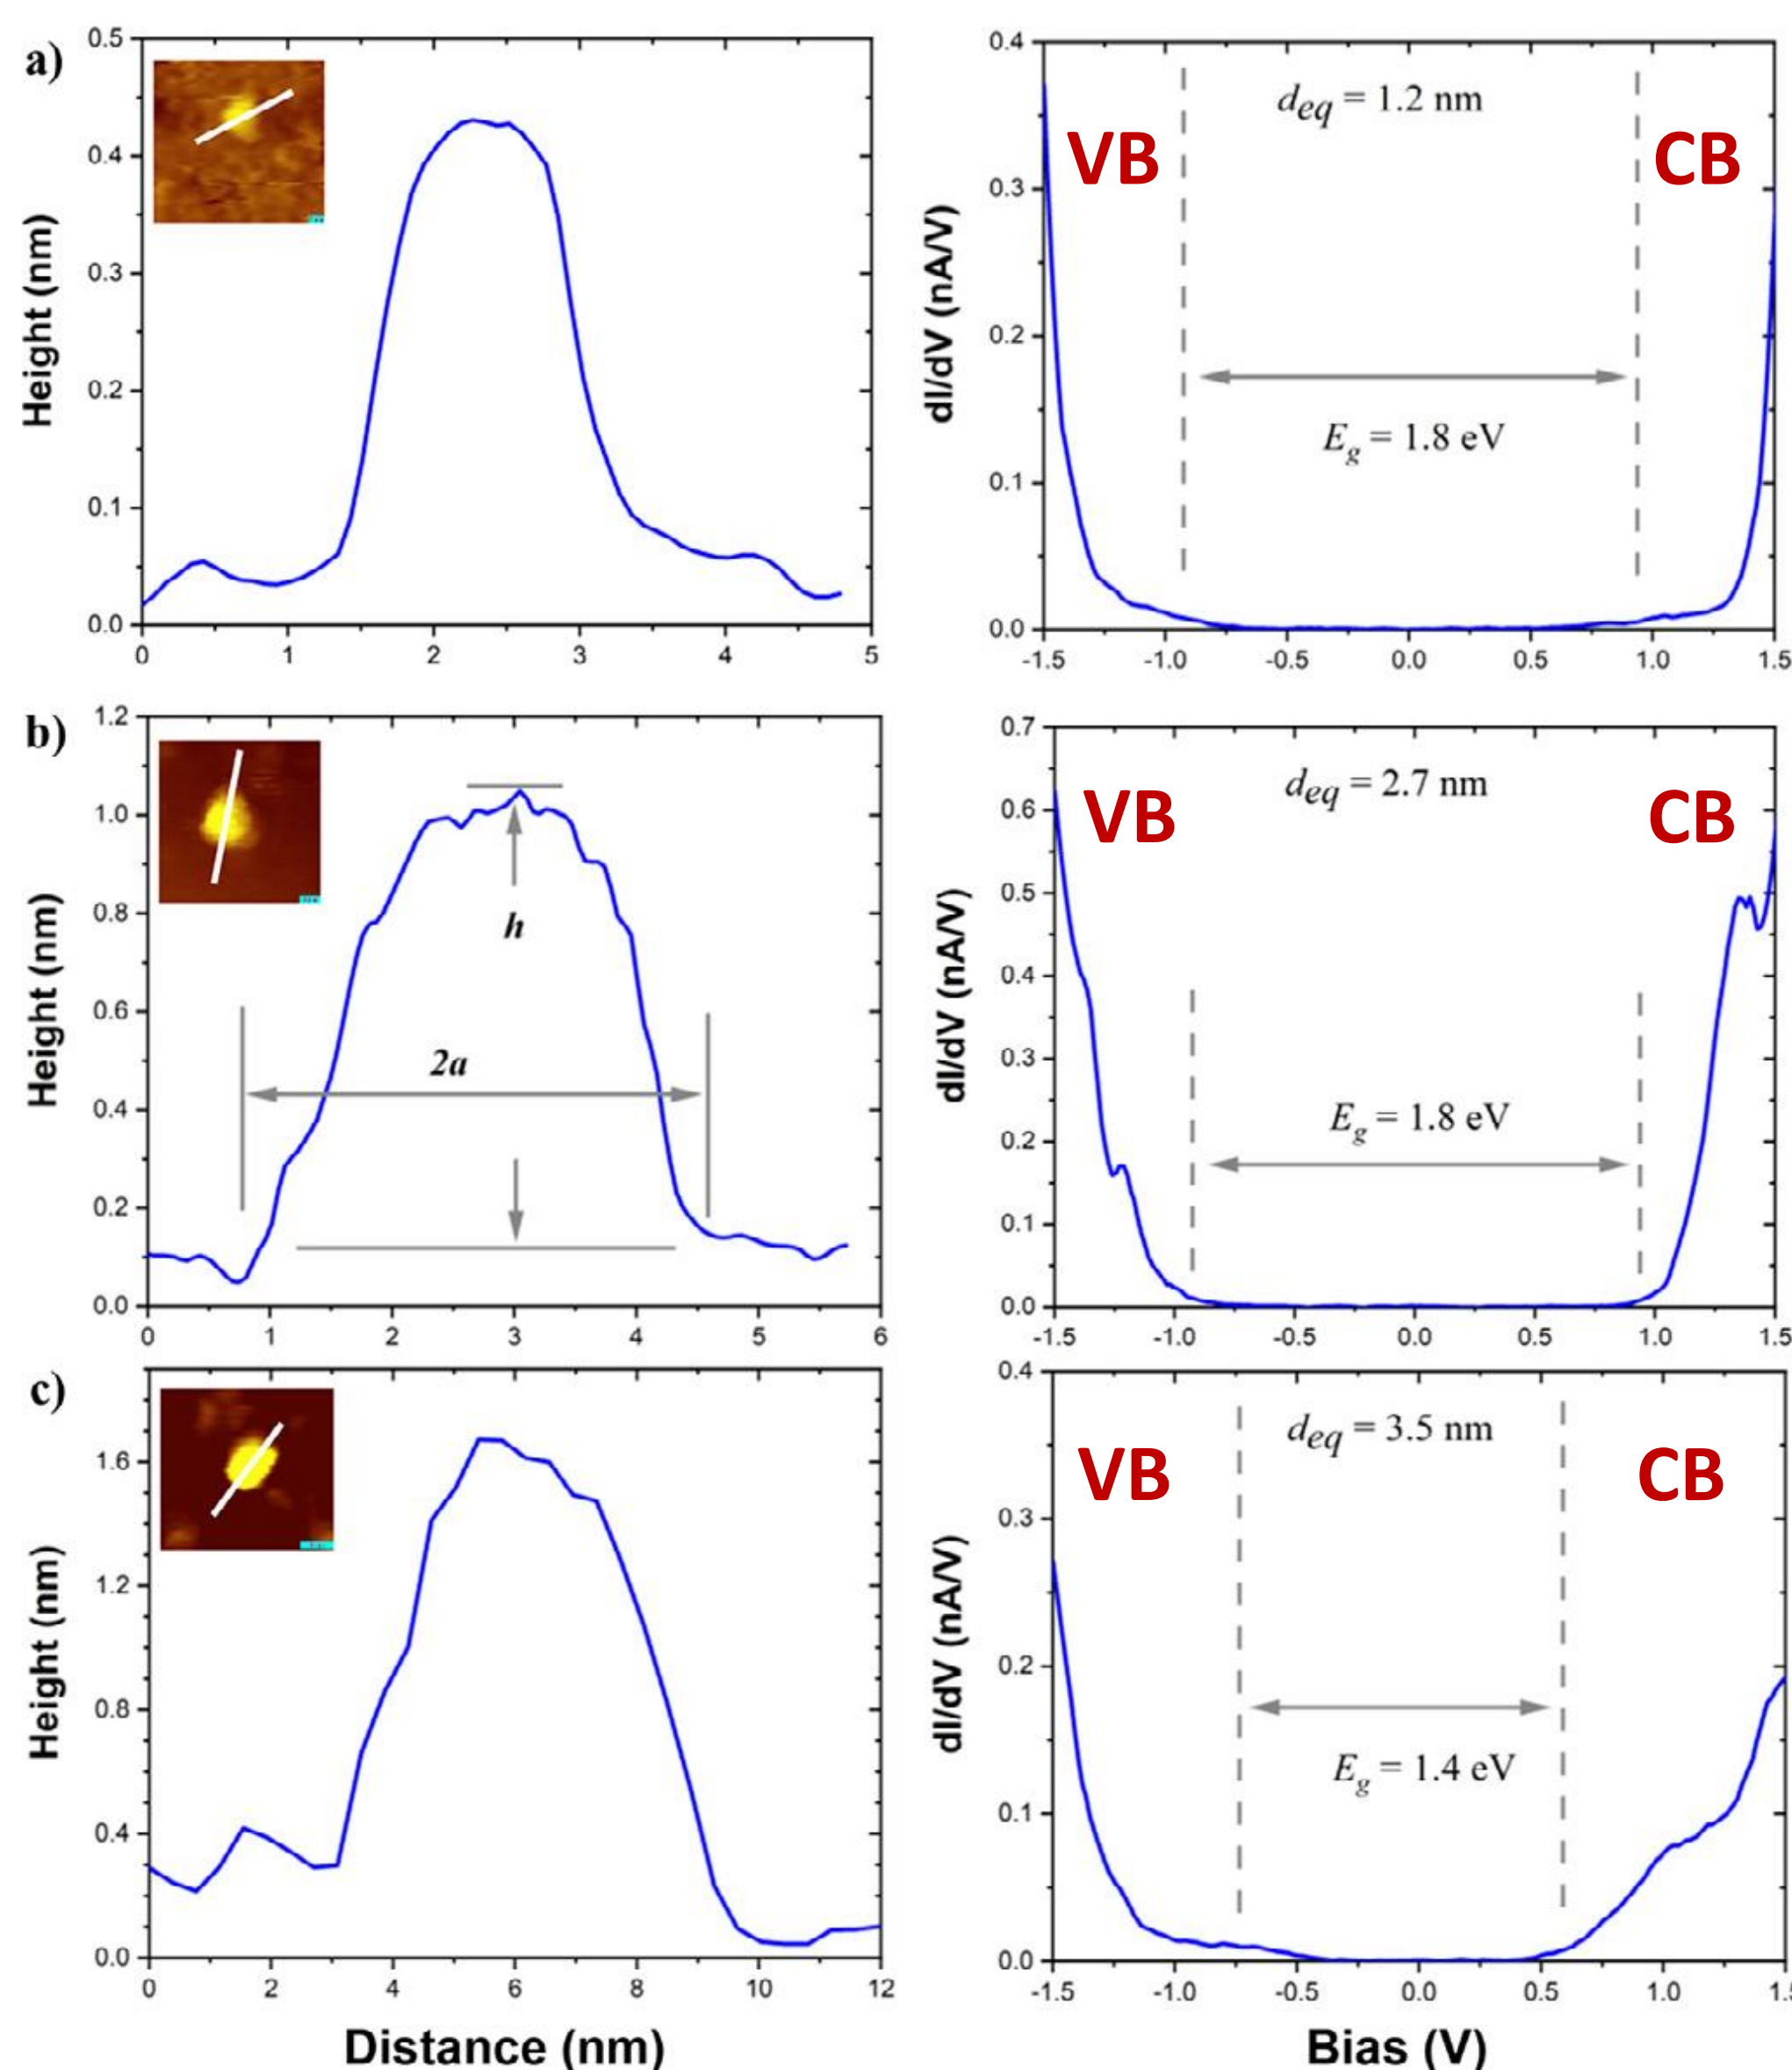 a)
0.5
0.4
0.3
0.2
0.1
0.0
Height (nm)
0 1 2 3 4 5
0.4
0.3
0.2
0.1
0.0
dI/dV (nA/V)
VB
CB
deq = 1.2 nm
Eg = 1.8 eV
-1.5 -1.0 -0.5 0.0 0.5 1.0 1.5
b)
1.2
1.0
0.8
0.6
0.4
0.2
0.0
Height (nm)
h
2a
0 1 2 3 4 5 6
0.7
0.6
0.5
0.4
0.3
0.2
0.1
0.0
dI/dV (nA/V)
deq = 2.7 nm
VB
CB
Eg = 1.8 eV
-1.5 -1.0 -0.5 0.0 0.5 1.0 1.5
c)
1.6
1.2
0.8
0.4
0.0
Height (nm)
0 2 4 6 8 10 12
Distance (nm)
0.4
0.3
0.2
0.1
0.0
dI/dV (nA/V)
deq = 3.5 nm
VB
CB
Eg = 1.4 eV
-1.5 -1.0 -0.5 0.0 0.5 1.0
Bias (V)